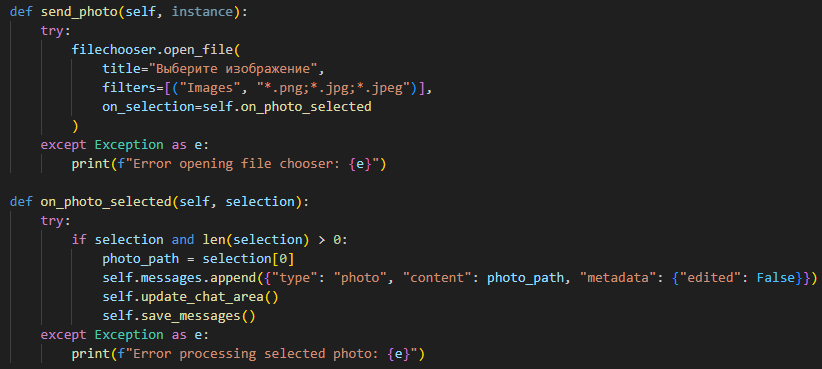 def send_photo(self, instance):
    try:
        filechooser.open_file(
            title="Выберите изображение",
            filters=[("Images", "*.png;*.jpg;*.jpeg")],
            on_selection=self.on_photo_selected
        )
    except Exception as e:
        print(f"Error opening file chooser: {e}")

def on_photo_selected(self, selection):
    try:
        if selection and len(selection) > 0:
            photo_path = selection[0]
            self.messages.append({"type": "photo", "content": photo_path, "metadata": {"edited": False}})
            self.update_chat_area()
            self.save_messages()
    except Exception as e:
        print(f"Error processing selected photo: {e}")